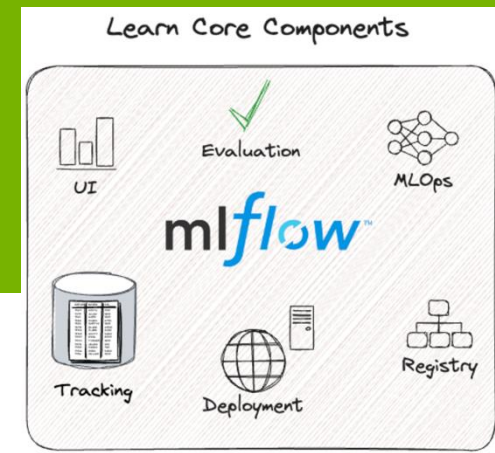 Learn Core Components
UI
Evaluation
MLOps
mlflow™
Tracking
Deployment
Registry